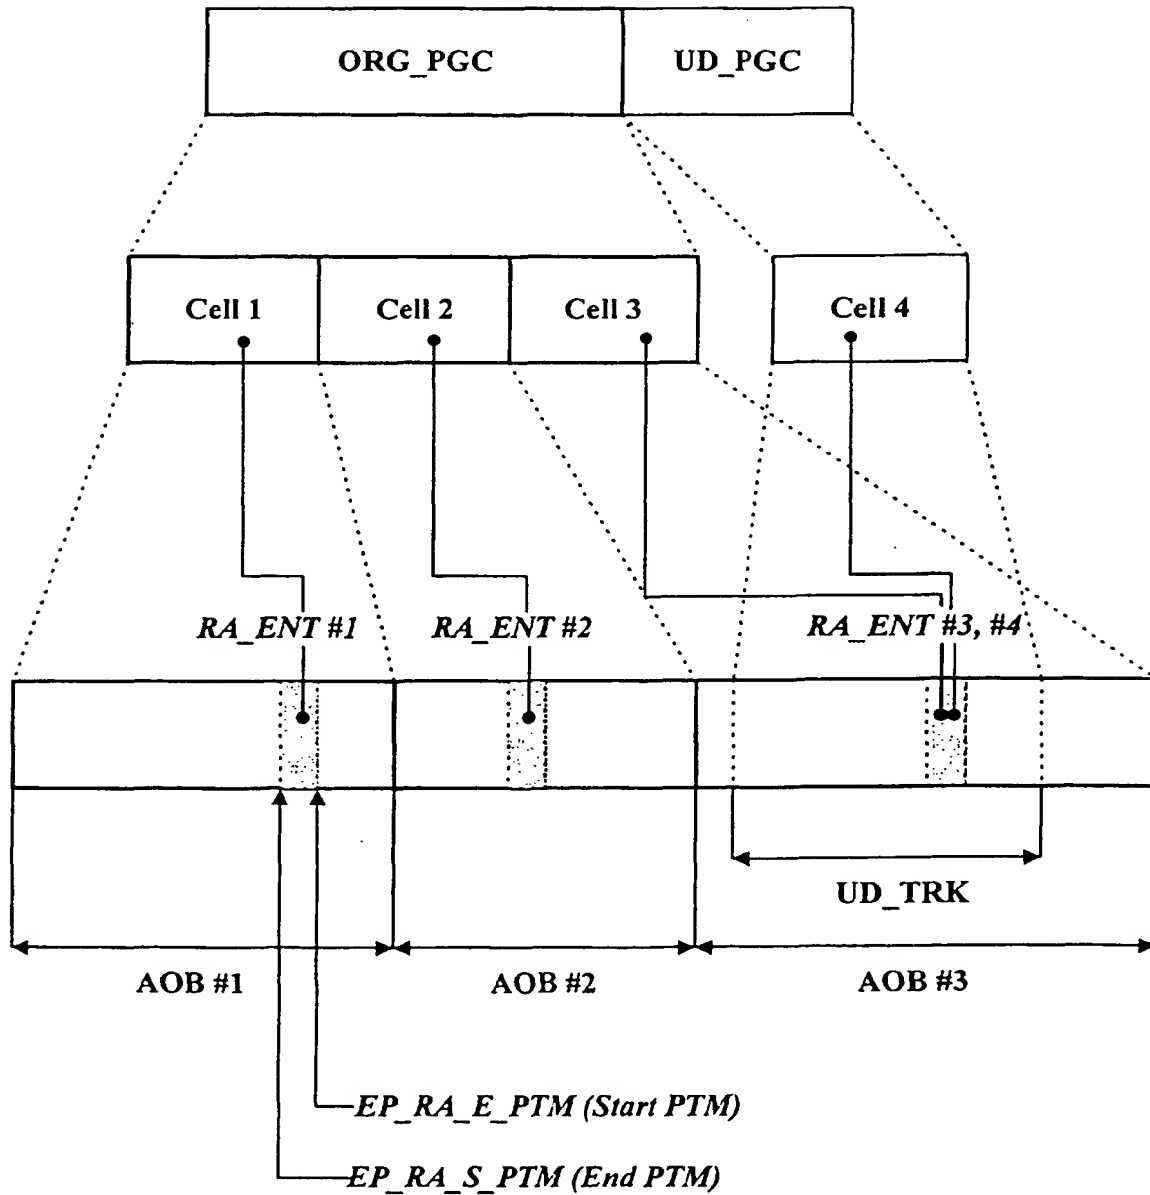 ORG_PGC
UD_PGC
Cell 1
Cell 2
Cell 3
Cell 4
RA_ENT #1
RA_ENT #2
RA_ENT #3, #4
UD_TRK
AOB #1
AOB #2
AOB #3
EP_RA_E_PTM (Start PTM)
EP_RA_S_PTM (End PTM)